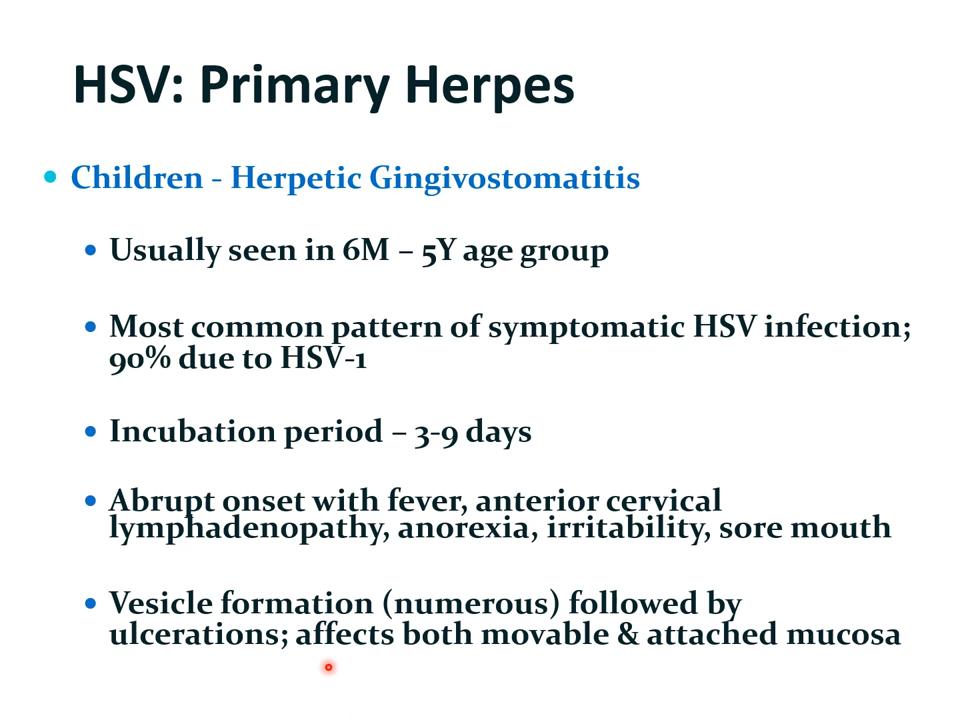 HSV: Primary Herpes
• Children - Herpetic Gingivostomatitis
• Usually seen in 6M – 5Y age group
• Most common pattern of symptomatic HSV infection;
90% due to HSV-1
• Incubation period – 3-9 days
• Abrupt onset with fever, anterior cervical
lymphadenopathy, anorexia, irritability, sore mouth
• Vesicle formation (numerous) followed by
ulcerations; affects both movable & attached mucosa